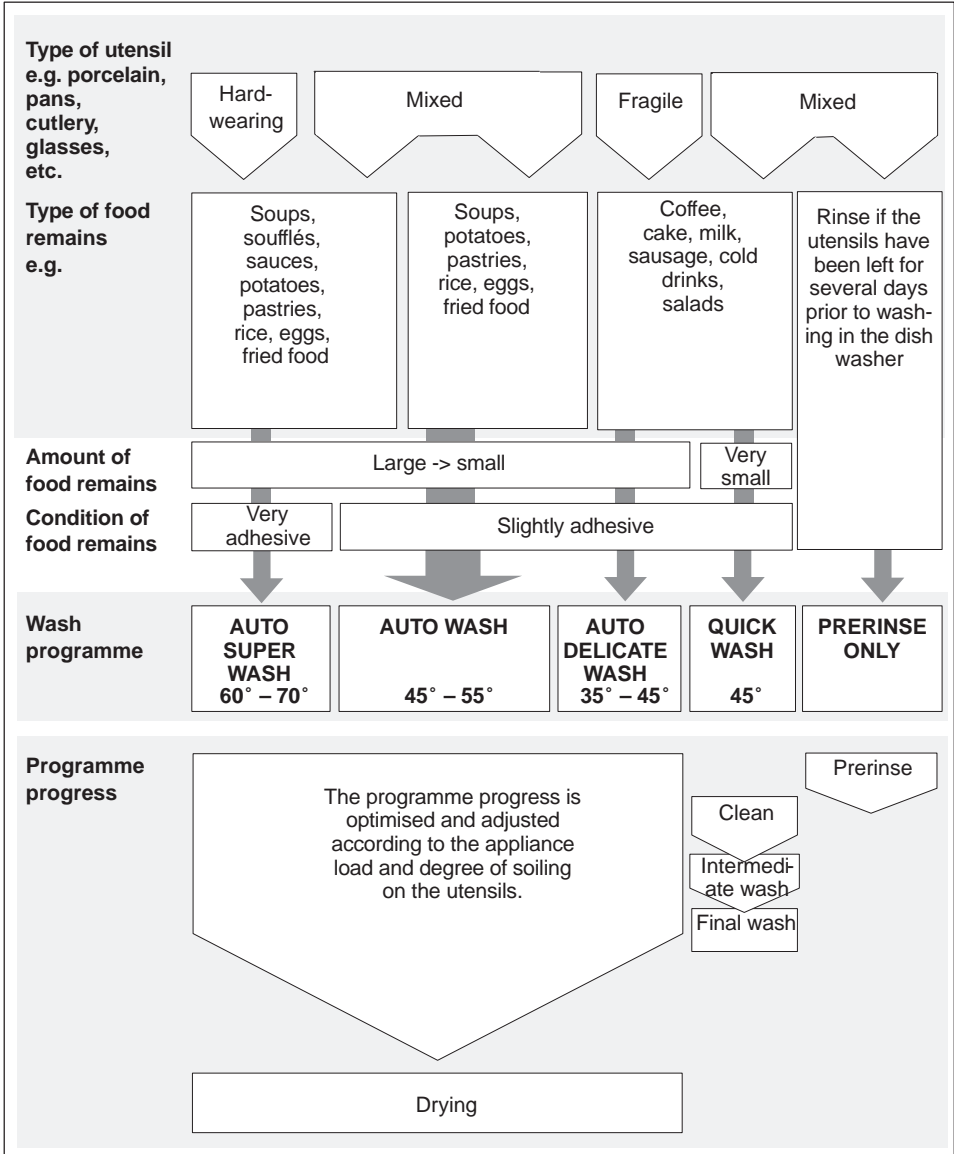 Type of utensil
e.g. porcelain,
pans,
cutlery,
glasses,
etc.
Hard-
wearing
Mixed
Fragile
Mixed
Type of food
remains
e.g.
Soups,
soufflés,
sauces,
potatoes,
pastries,
rice, eggs,
fried food
Soups,
potatoes,
pastries,
rice, eggs,
fried food
Coffee,
cake, milk,
sausage, cold
drinks,
salads
Rinse if the
utensils have
been left for
several days
prior to wash-
ing in the dish
washer
Amount of
food remains
Large -> small
Very
small
Condition of
food remains
Very
adhesive
Slightly adhesive
Wash
programme
AUTO
SUPER
WASH
60° – 70°
AUTO WASH
45° – 55°
AUTO
DELICATE
WASH
35° – 45°
QUICK
WASH
45°
PRERINSE
ONLY
Programme
progress
The programme progress is
optimised and adjusted
according to the appliance
load and degree of soiling
on the utensils.
Prerinse
Clean
Intermedi-
ate wash
Final wash
Drying